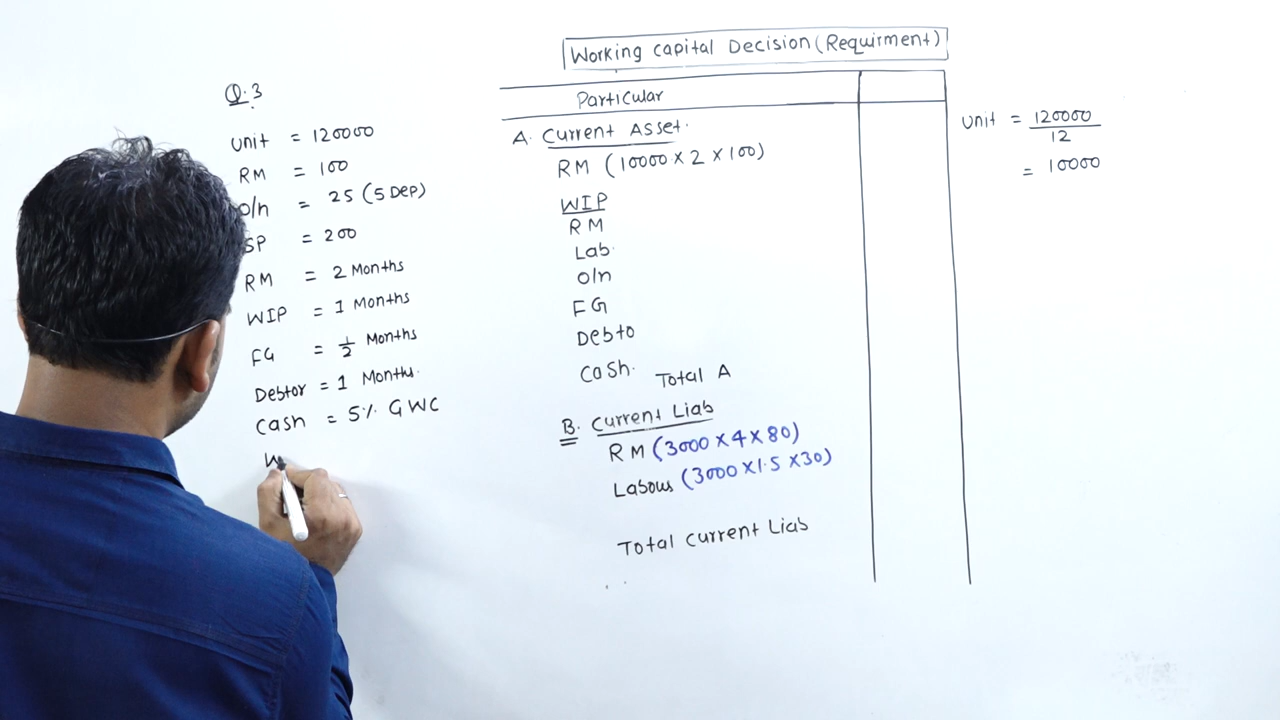 Working Capital Decision (Requirment)
Q.3
Unit = 120000
RM = 100
O/h = 25 (5 Dep)
SP = 200
RM = 2 Months
WIP = 1 Months
FG = 1/2 Months
Debtor = 1 Months.
Cash = 5% GWC
W
Particular
A. Current Asset.
RM (10000 × 2 × 100)
WIP
RM
Lab.
O/h
FG
Debto
Cash.
Total A
B. Current Liab
RM (3000 × 4 × 80)
Labour (3000 × 1.5 × 30)
Total current Liab
Unit = 120000
12
= 10000